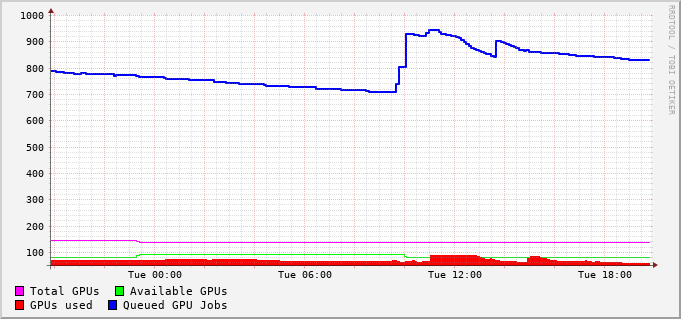 1000
900
800
700
600
500
400
300
200
100
Tue 00:00 Tue 06:00 Tue 12:00 Tue 18:00
Total GPUs Available GPUs
GPUs used Queued GPU Jobs
RRDTOOL / TOBI OETIKER